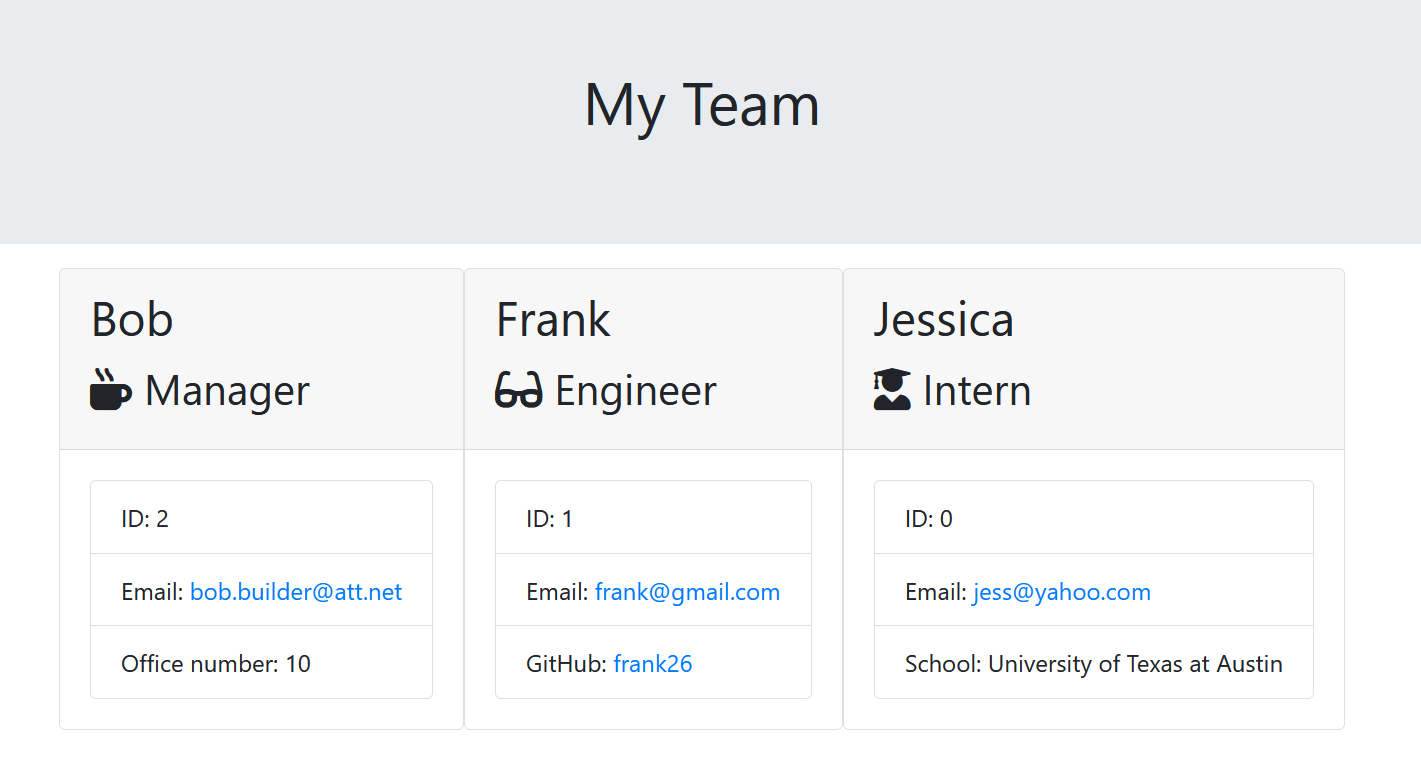 My Team
Bob
Manager
ID: 2
Email: bob.builder@att.net
Office number: 10
Frank
Engineer
ID: 1
Email: frank@gmail.com
GitHub: frank26
Jessica
Intern
ID: 0
Email: jess@yahoo.com
School: University of Texas at Austin